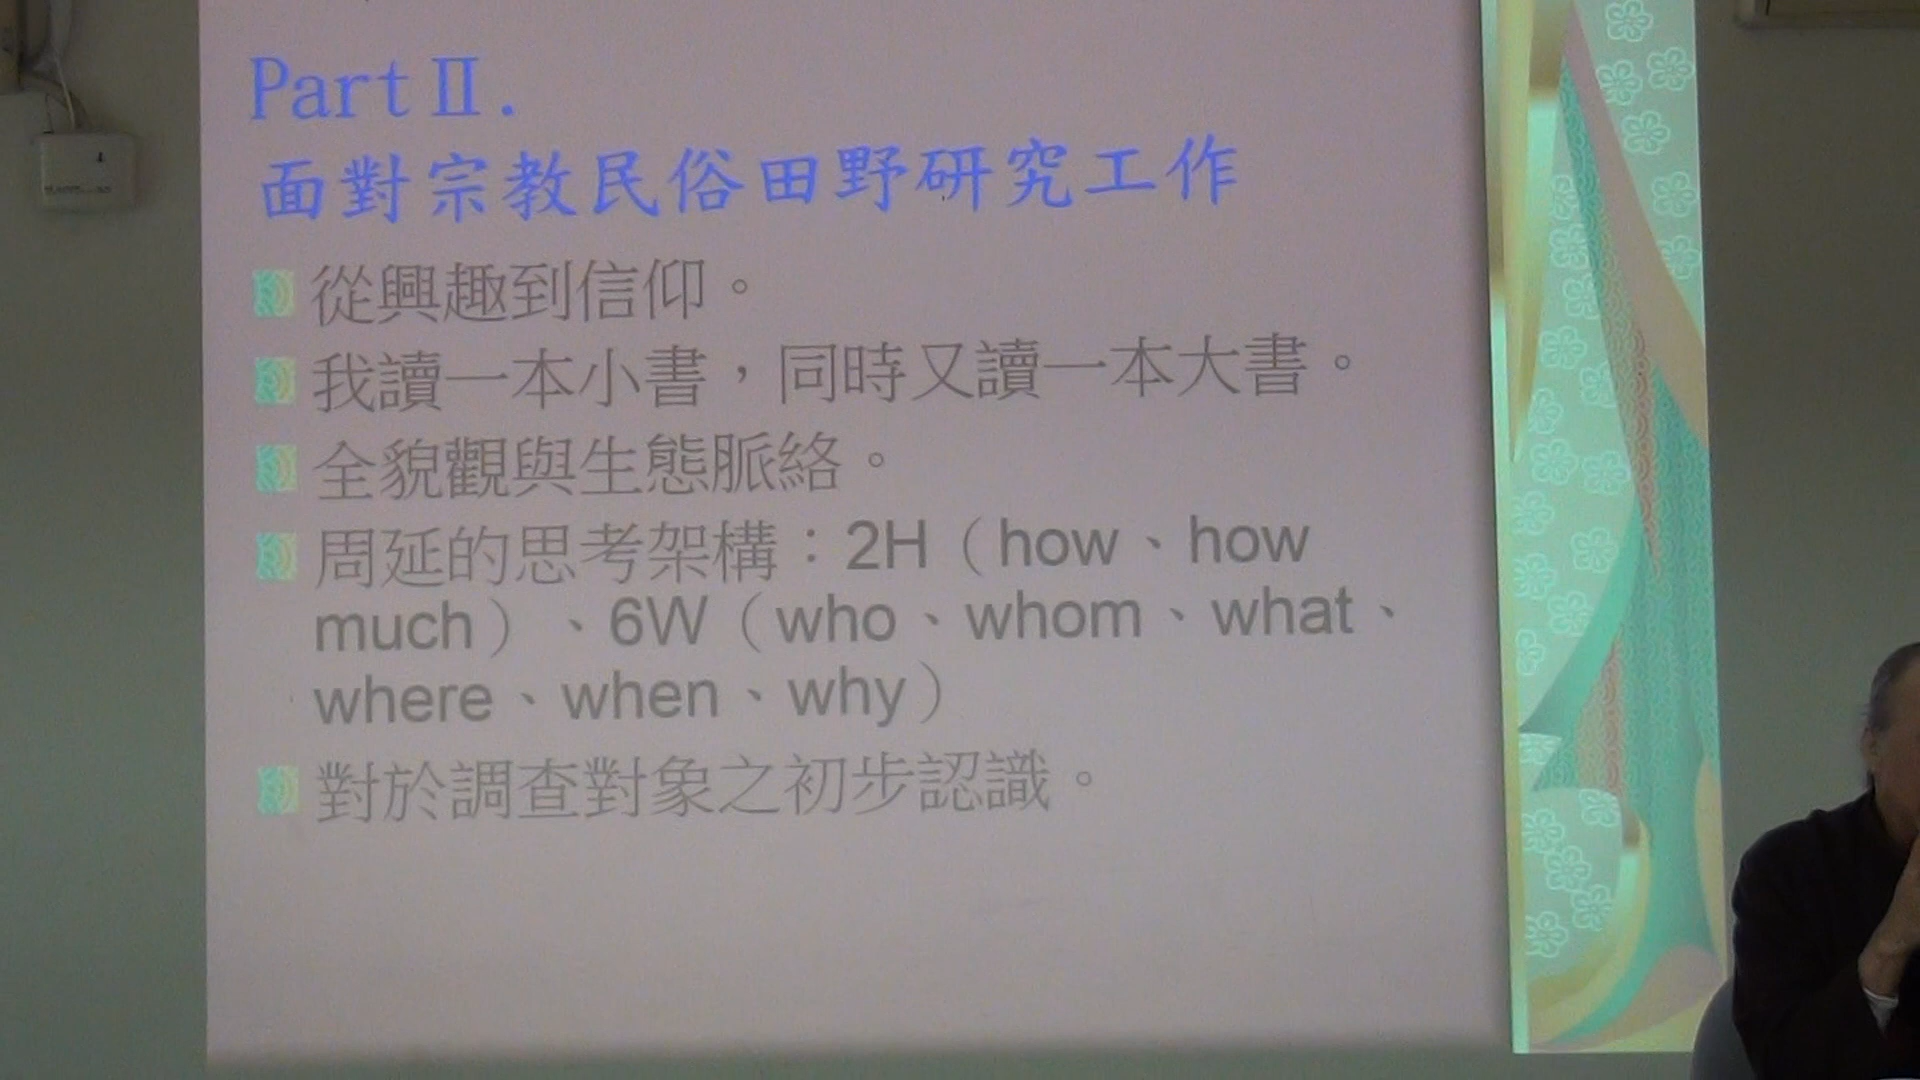 Part Ⅱ.
面對宗教民俗田野研究工作
從興趣到信仰。
我讀一本小書，同時又讀一本大書。
全貌觀與生態脈絡。
周延的思考架構：2H（how、how
much）、6W（who、whom、what、
where、when、why）
對於調查對象之初步認識。